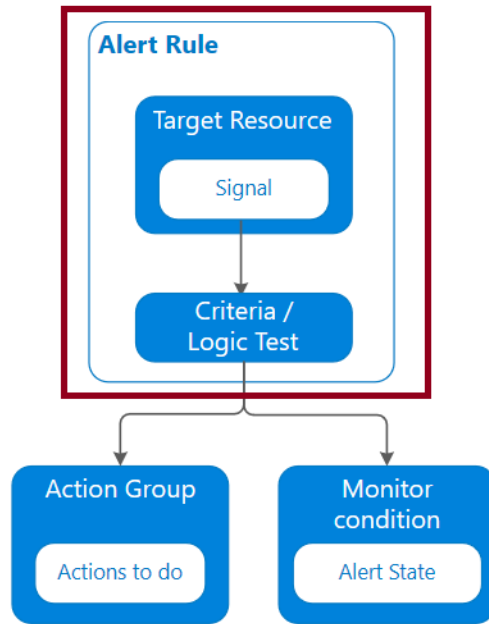 Alert Rule
Target Resource
Signal
Criteria /
Logic Test
Action Group
Actions to do
Monitor
condition
Alert State